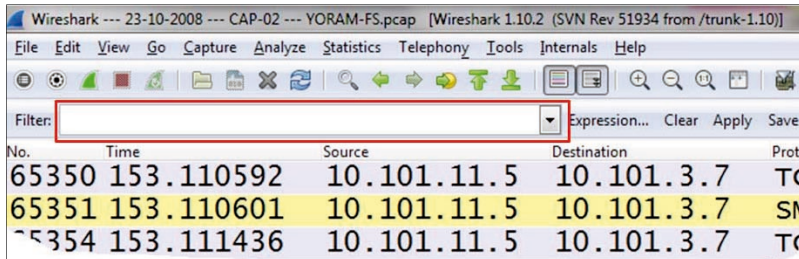 Wireshark --- 23-10-2008 --- CAP-02 --- YORAM-FS.pcap [Wireshark 1.10.2 (SVN Rev 51934 from /trunk-1.10)]
File Edit View Go Capture Analyze Statistics Telephony Tools Internals Help
Filter: Expression... Clear Apply Save
No. Time Source Destination
65350 153.110592 10.101.11.5 10.101.3.7
65351 153.110601 10.101.11.5 10.101.3.7
65354 153.111436 10.101.11.5 10.101.3.7